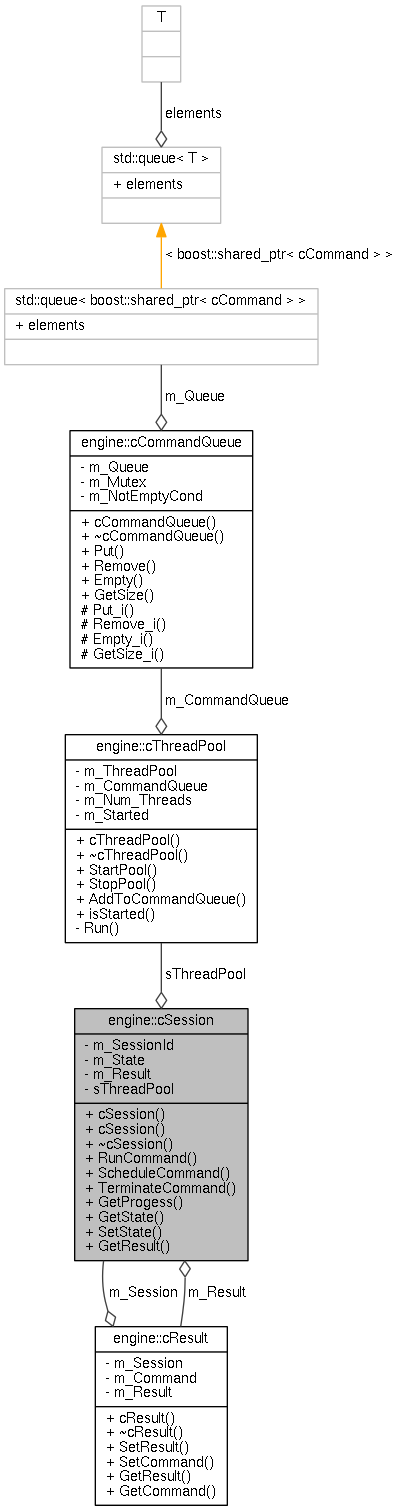 T
elements
std::queue< T >
+ elements
< boost::shared_ptr< cCommand > >
std::queue< boost::shared_ptr< cCommand > >
+ elements
m_Queue
engine::cCommandQueue
- m_Queue
- m_Mutex
- m_NotEmptyCond
+ cCommandQueue()
+ ~cCommandQueue()
+ Put()
+ Remove()
+ Empty()
+ GetSize()
# Put_i()
# Remove_i()
# Empty_i()
# GetSize_i()
m_CommandQueue
engine::cThreadPool
- m_ThreadPool
- m_CommandQueue
- m_Num_Threads
- m_Started
+ cThreadPool()
+ ~cThreadPool()
+ StartPool()
+ StopPool()
+ AddToCommandQueue()
+ isStarted()
- Run()
sThreadPool
engine::cSession
- m_SessionId
- m_State
- m_Result
- sThreadPool
+ cSession()
+ cSession()
+ ~cSession()
+ RunCommand()
+ ScheduleCommand()
+ TerminateCommand()
+ GetProgess()
+ GetState()
+ SetState()
+ GetResult()
m_Session m_Result
engine::cResult
- m_Session
- m_Command
- m_Result
+ cResult()
+ ~cResult()
+ SetResult()
+ SetCommand()
+ GetResult()
+ GetCommand()